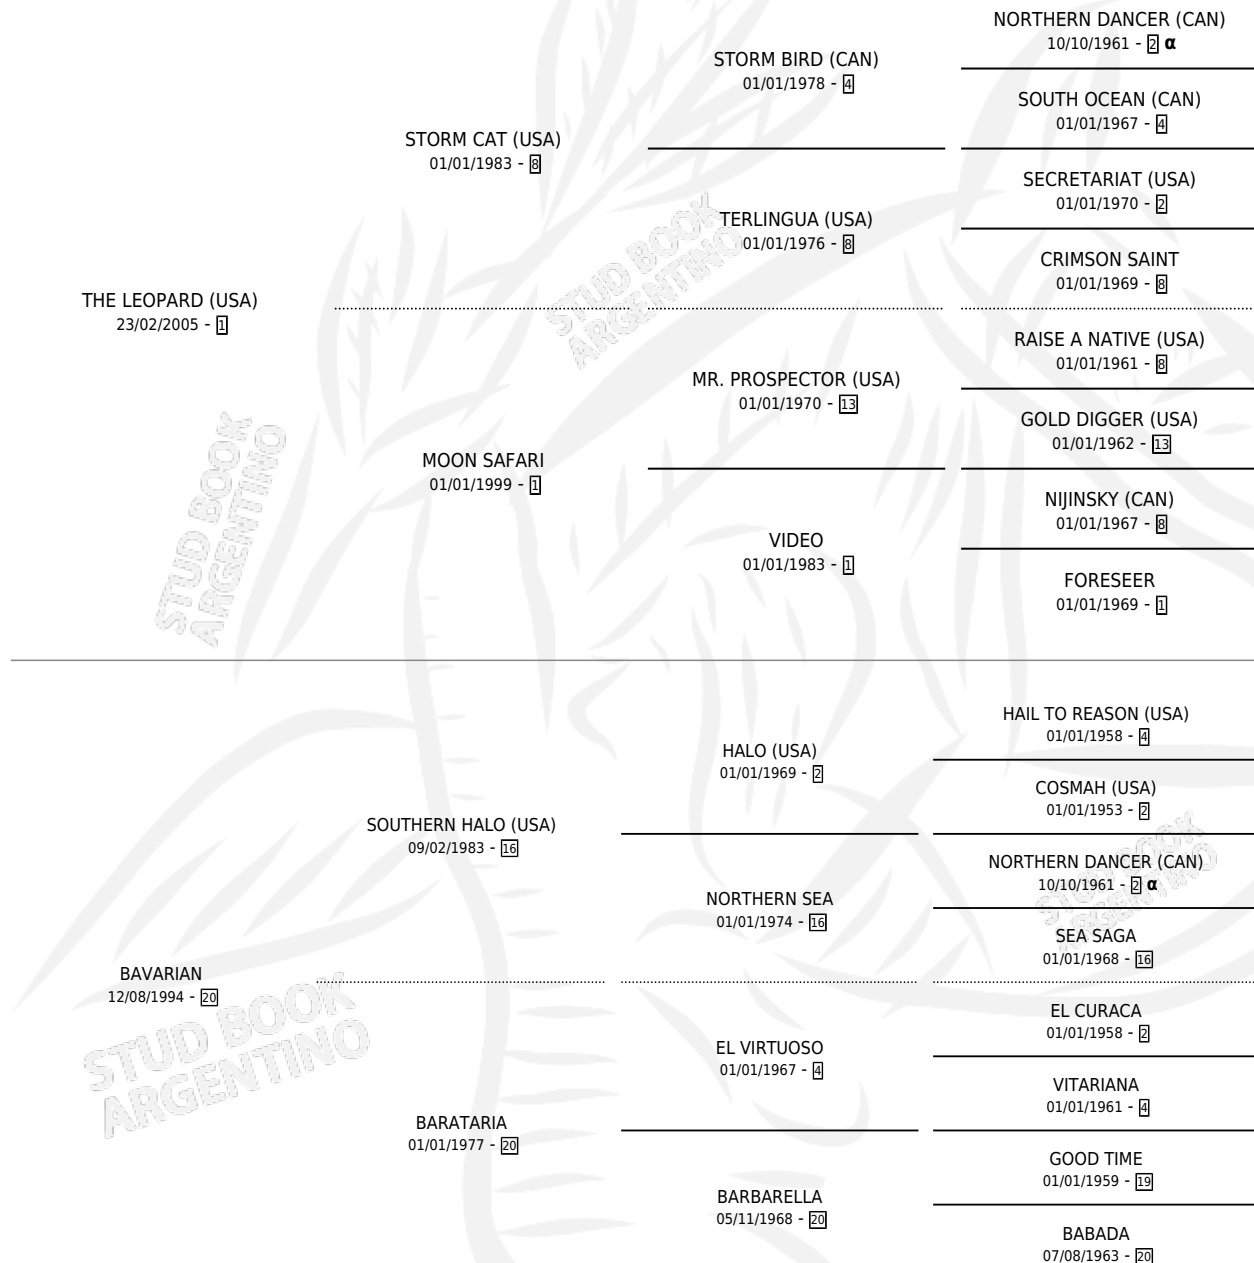 NORTHERN DANCER (CAN)
10/10/1961 - 2 α
STORM BIRD (CAN)
01/01/1978 - 4
SOUTH OCEAN (CAN)
01/01/1967 - 4
STORM CAT (USA)
01/01/1983 - 8
SECRETARIAT (USA)
01/01/1970 - 2
TERLINGUA (USA)
01/01/1976 - 8
CRIMSON SAINT
01/01/1969 - 8
STUD BOOK
ARGENTINO
THE LEOPARD (USA)
23/02/2005 - 1
RAISE A NATIVE (USA)
01/01/1961 - 8
MR. PROSPECTOR (USA)
01/01/1970 - 13
GOLD DIGGER (USA)
01/01/1962 - 13
MOON SAFARI
01/01/1999 - 1
NIJINSKY (CAN)
01/01/1967 - 8
VIDEO
01/01/1983 - 1
FORESEER
01/01/1969 - 1
STUD BOOK
ARGENTINO
HAIL TO REASON (USA)
01/01/1958 - 4
HALO (USA)
01/01/1969 - 2
COSMAH (USA)
01/01/1953 - 2
SOUTHERN HALO (USA)
09/02/1983 - 16
NORTHERN DANCER (CAN)
10/10/1961 - 2 α
STUD BOOK
ARGENTINO
NORTHERN SEA
01/01/1974 - 16
SEA SAGA
01/01/1968 - 16
BAVARIAN
12/08/1994 - 20
STUD BOOK
ARGENTINO
EL CURACA
01/01/1958 - 2
EL VIRTUOSO
01/01/1967 - 4
VITARIANA
01/01/1961 - 4
BARATARIA
01/01/1977 - 20
GOOD TIME
01/01/1959 - 19
BARBARELLA
05/11/1968 - 20
BABADA
07/08/1963 - 20